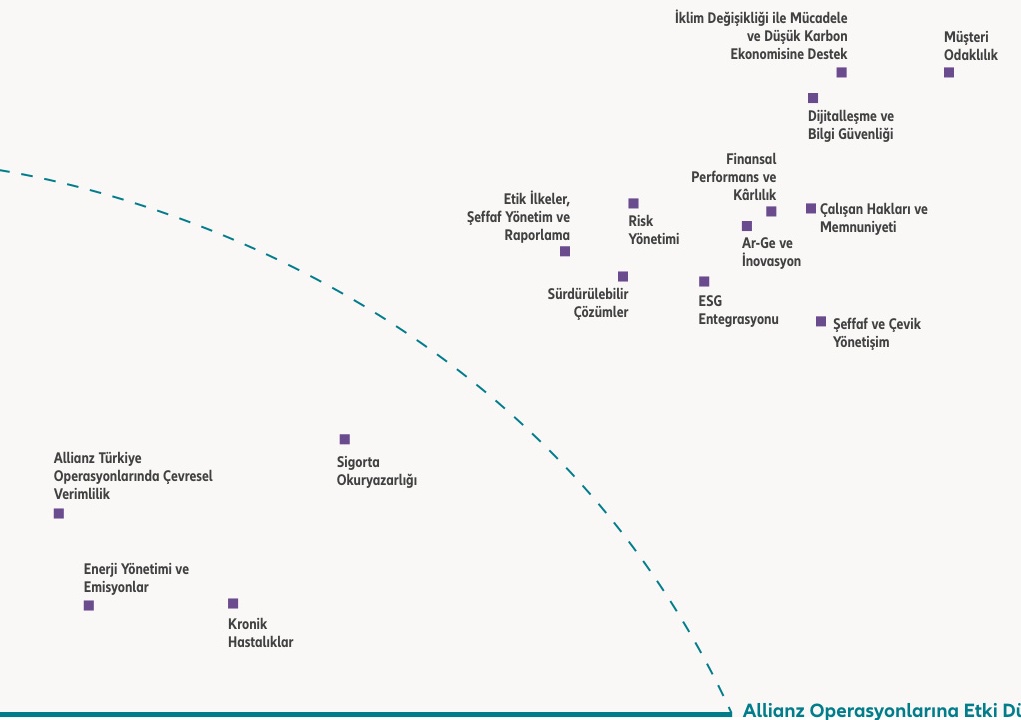 İklim Değişikliği ile Mücadele
ve Düşük Karbon
Ekonomisine Destek
Müşteri
Odaklılık
Dijitalleşme ve
Bilgi Güvenliği
Finansal
Performans ve
Kârlılık
Etik İlkeler,
Şeffaf Yönetim ve
Raporlama
Risk
Yönetimi
Çalışan Hakları ve
Memnuniyeti
Ar-Ge ve
İnovasyon
Sürdürülebilir
Çözümler
ESG
Entegrasyonu
Şeffaf ve Çevik
Yönetişim
Allianz Türkiye
Operasyonlarında Çevresel
Verimlilik
Sigorta
Okuryazarlığı
Enerji Yönetimi ve
Emisyonlar
Kronik
Hastalıklar
Allianz Operasyonlarına Etki